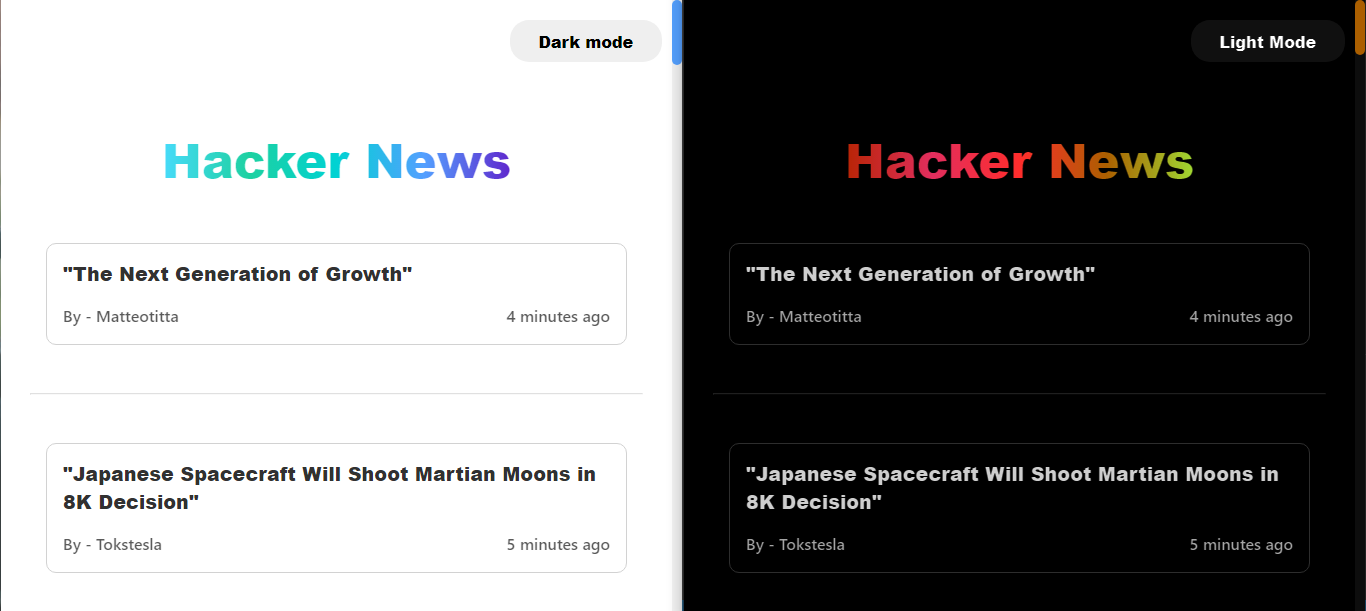 Dark mode
Hacker News
"The Next Generation of Growth"
By - Matteotitta
4 minutes ago
"Japanese Spacecraft Will Shoot Martian Moons in
8K Decision"
By - Tokstesla
5 minutes ago
Light Mode
Hacker News
"The Next Generation of Growth"
By - Matteotitta
4 minutes ago
"Japanese Spacecraft Will Shoot Martian Moons in
8K Decision"
By - Tokstesla
5 minutes ago